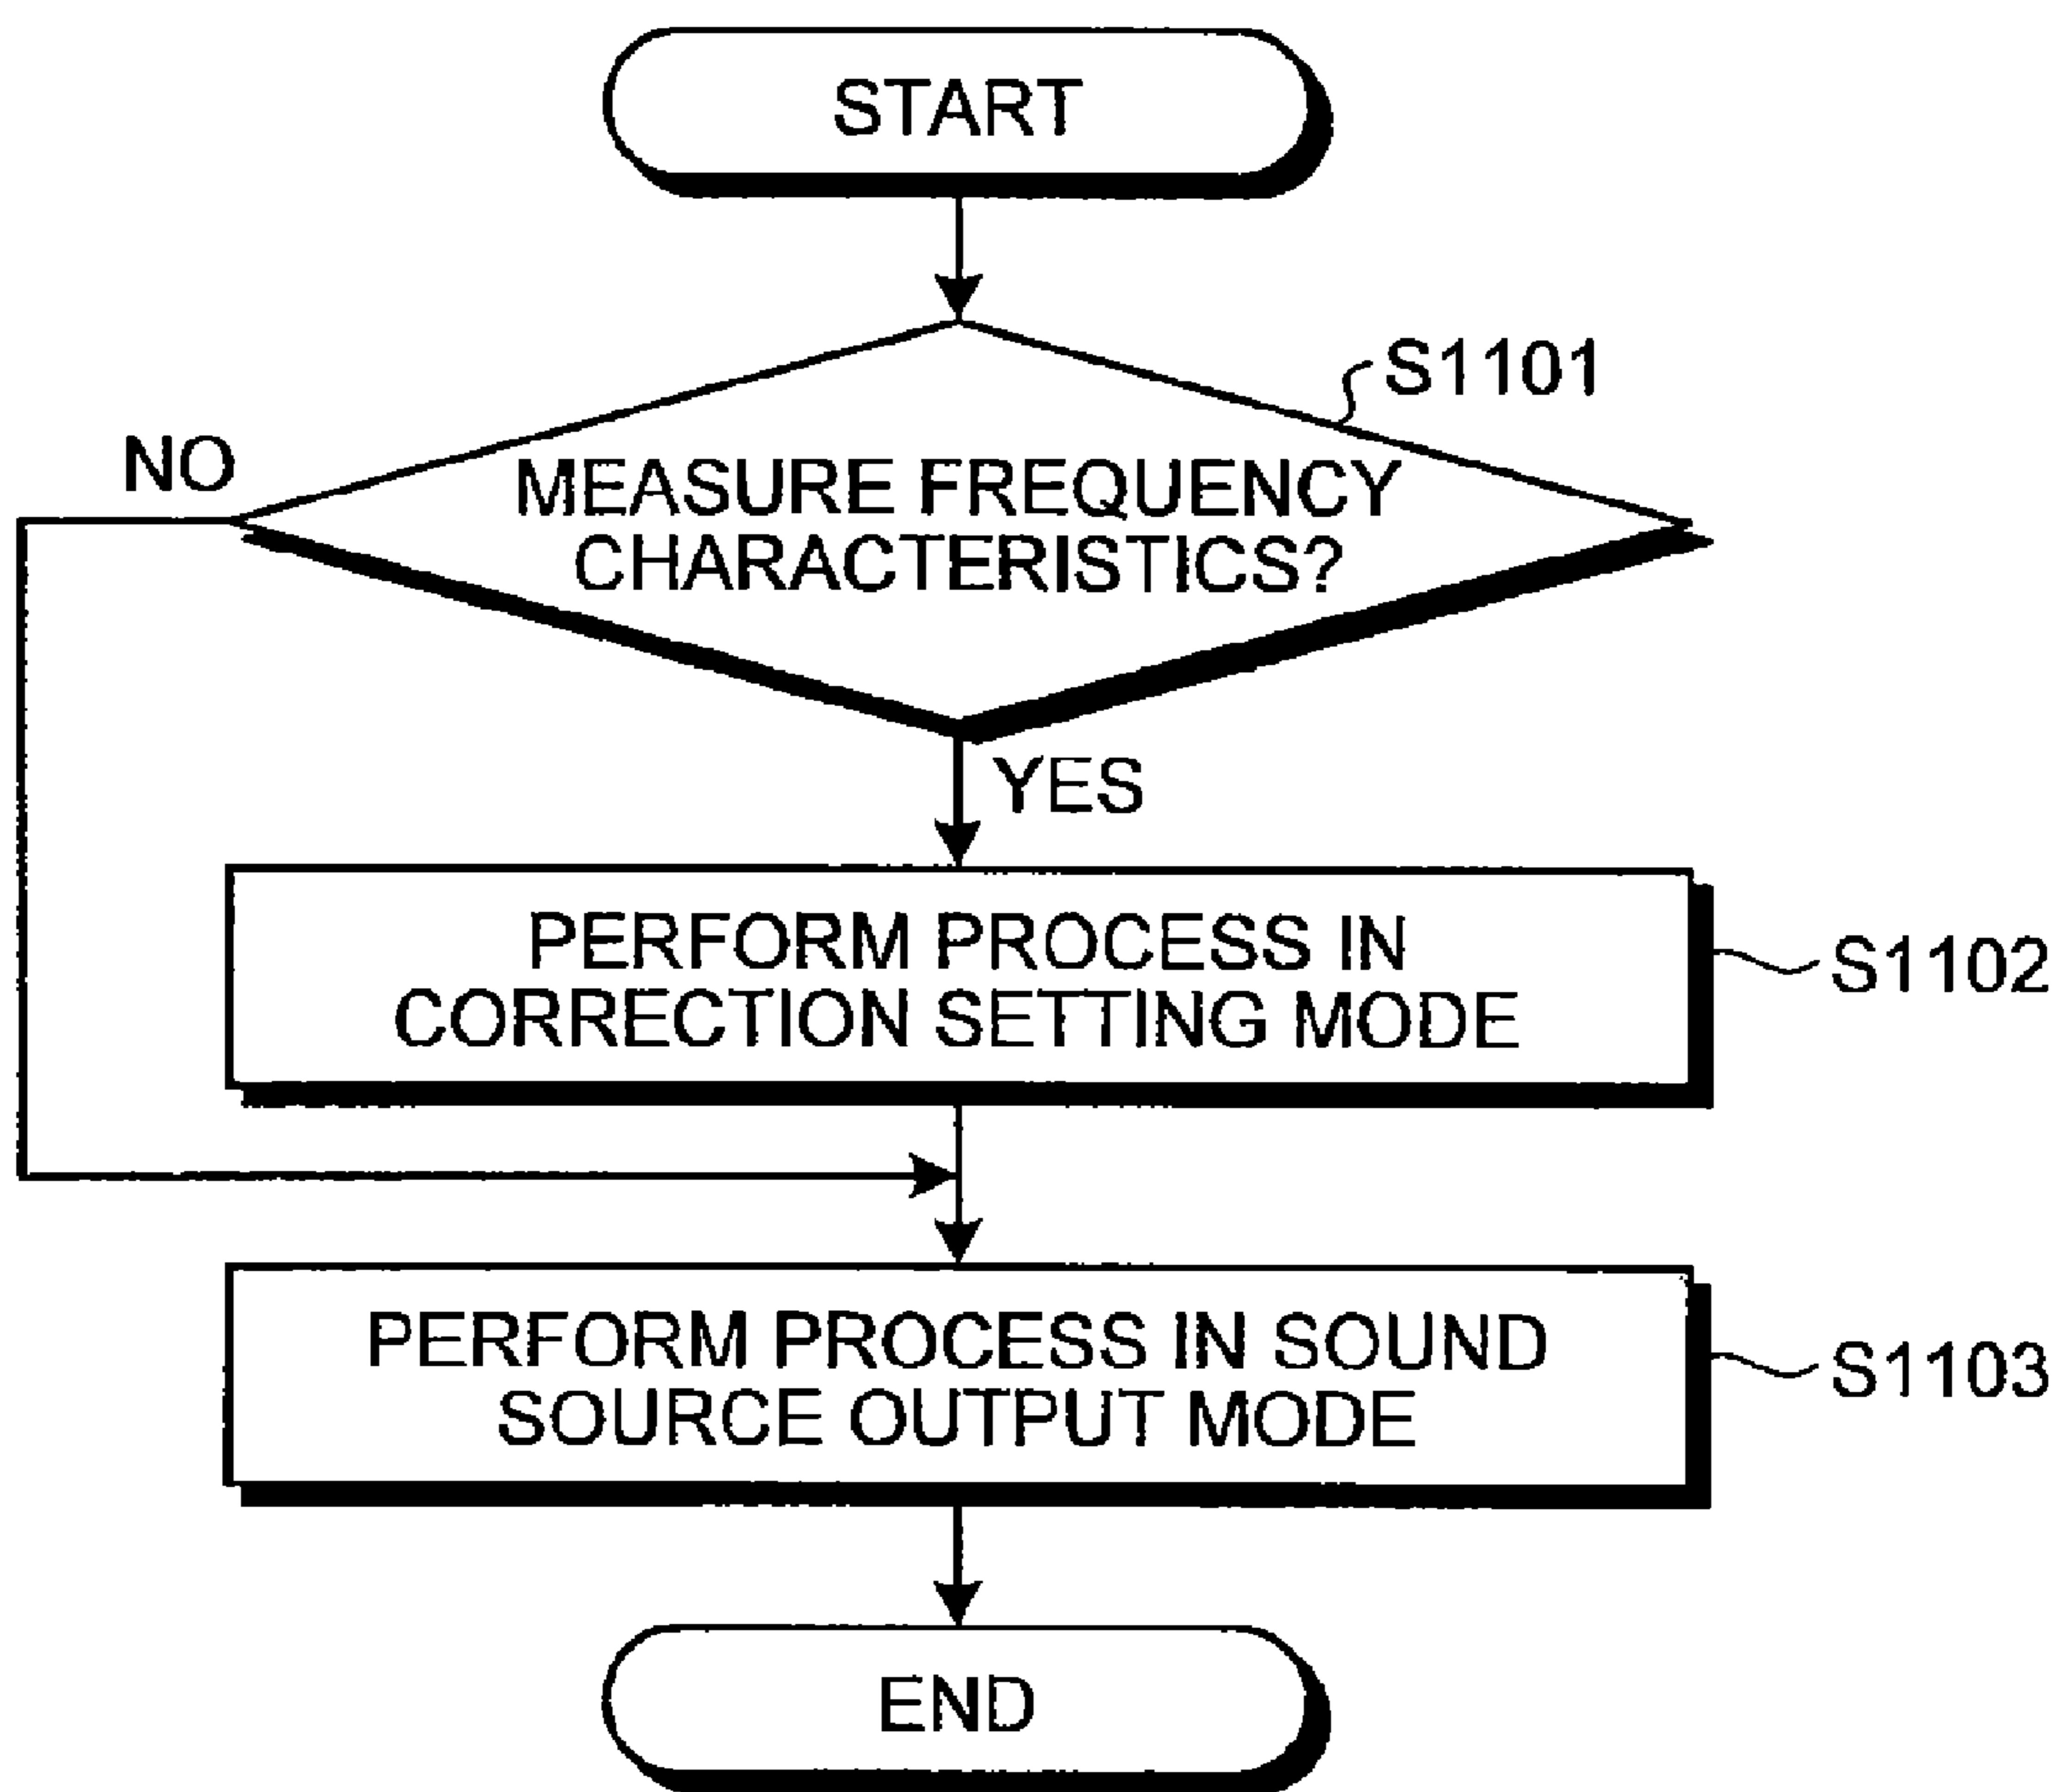 START
S1101
NO
MEASURE FREQUENCY
CHARACTERISTICS?
YES
PERFORM PROCESS IN
CORRECTION SETTING MODE
S1102
PERFORM PROCESS IN SOUND
SOURCE OUTPUT MODE
S1103
END